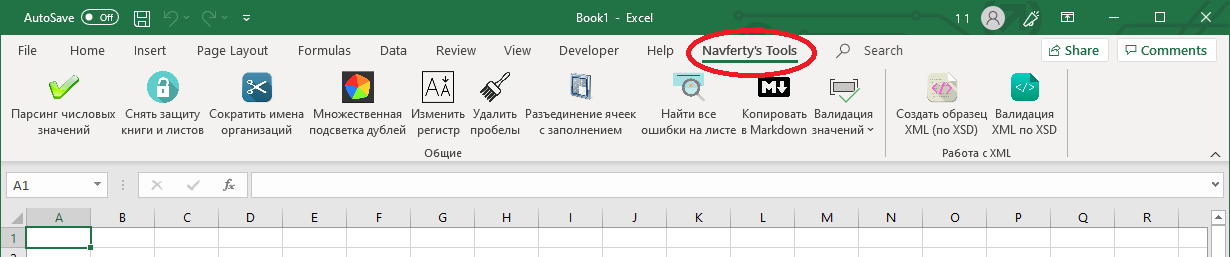 AutoSave Off Book1 - Excel 1 1
File Home Insert Page Layout Formulas Data Review View Developer Help Navferty's Tools Search Share Comments
Парсинг числовых значений
Снять защиту книги и листов
Сократить имена организаций
Множественная подсветка дублей
Изменить регистр
Удалить пробелы
Разъединение ячеек с заполнением
Найти все ошибки на листе
Копировать в Markdown
Валидация значений
Создать образец XML (по XSD)
Валидация XML по XSD
Общие Работа с XML
A1 fx
A B C D E F G H I J K L M N O P Q R
1